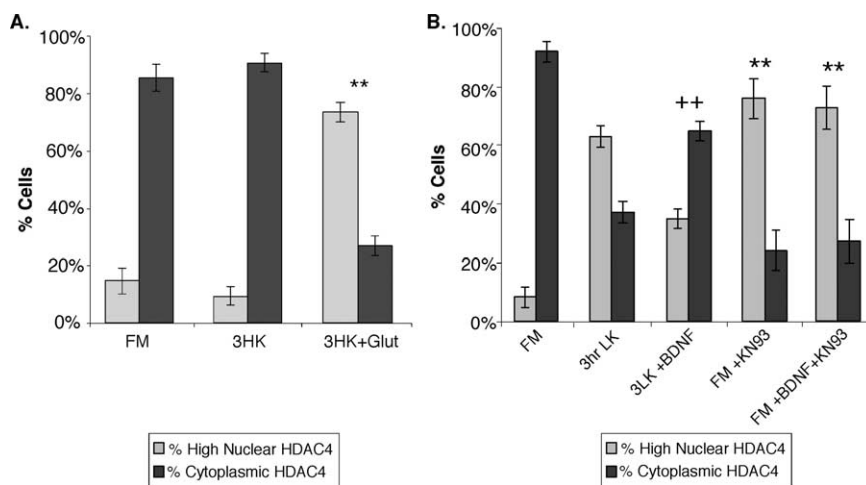 A.
100%
80%
60%
40%
20%
0%
% Cells
**
FM
3HK
3HK+Glut
% High Nuclear HDAC4
% Cytoplasmic HDAC4
B.
100%
80%
60%
40%
20%
0%
% Cells
++
**
**
FM
3hr LK
3LK +BDNF
FM +KN93
FM +BDNF+KN93
% High Nuclear HDAC4
% Cytoplasmic HDAC4